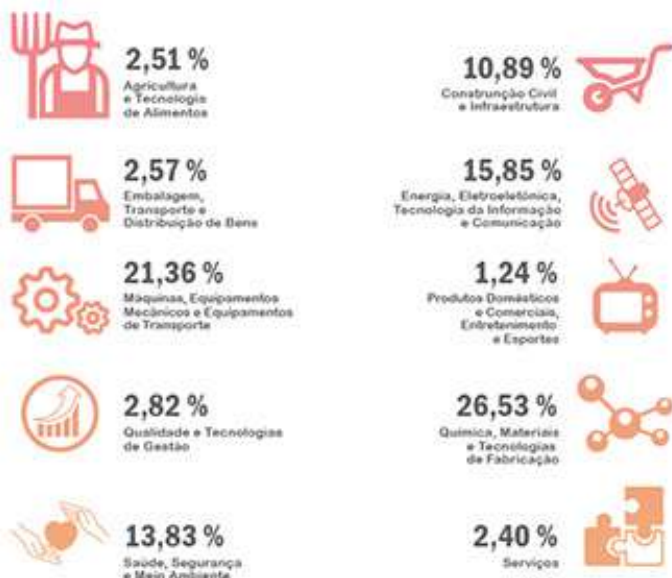 2,51 %
Agricultura
e Tecnologia
de Alimentos
10,89 %
Construnção Civil
e Infraestrutura
2,57 %
Embalagem,
Transporte e
Distribuição de Bens
15,85 %
Energia, Eletroeletônica,
Tecnologia da Informação
e Comunicação
21,36 %
Máquinas, Equipamentos
Mecânicos e Equipamentos
de Transporte
1,24 %
Produtos Domésticos
e Comerciais,
Entretenimento
e Esportes
2,82 %
Qualidade e Tecnologias
de Gestão
26,53 %
Química, Materiais
e Tecnologias
de Fabricação
13,83 %
Saúde, Segurança
e Meio Ambiente
2,40 %
Serviços